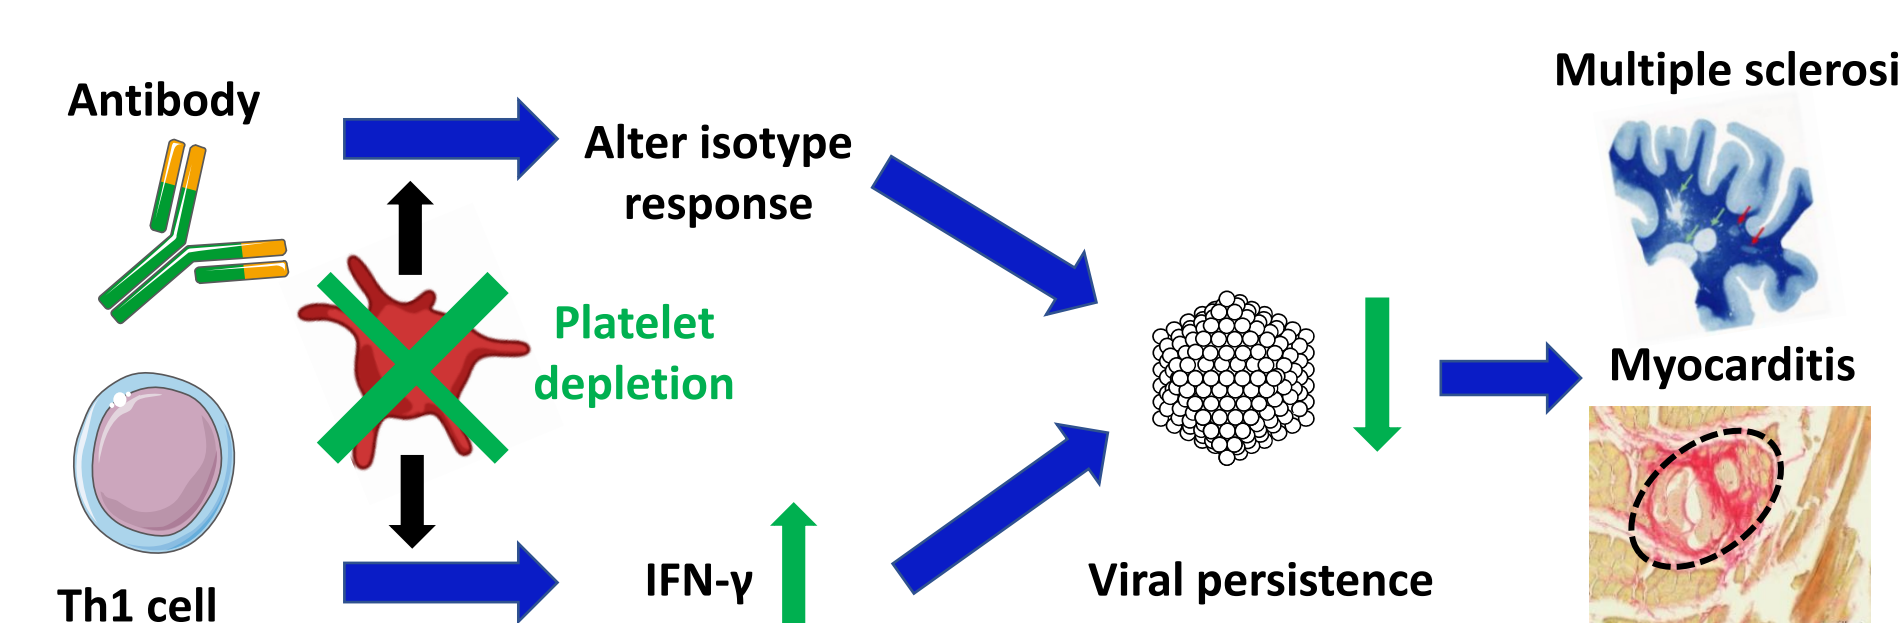 Multiple sclerosi
Antibody
Alter isotype
response
Platelet
depletion
Myocarditis
IFN-γ
Viral persistence
Th1 cell